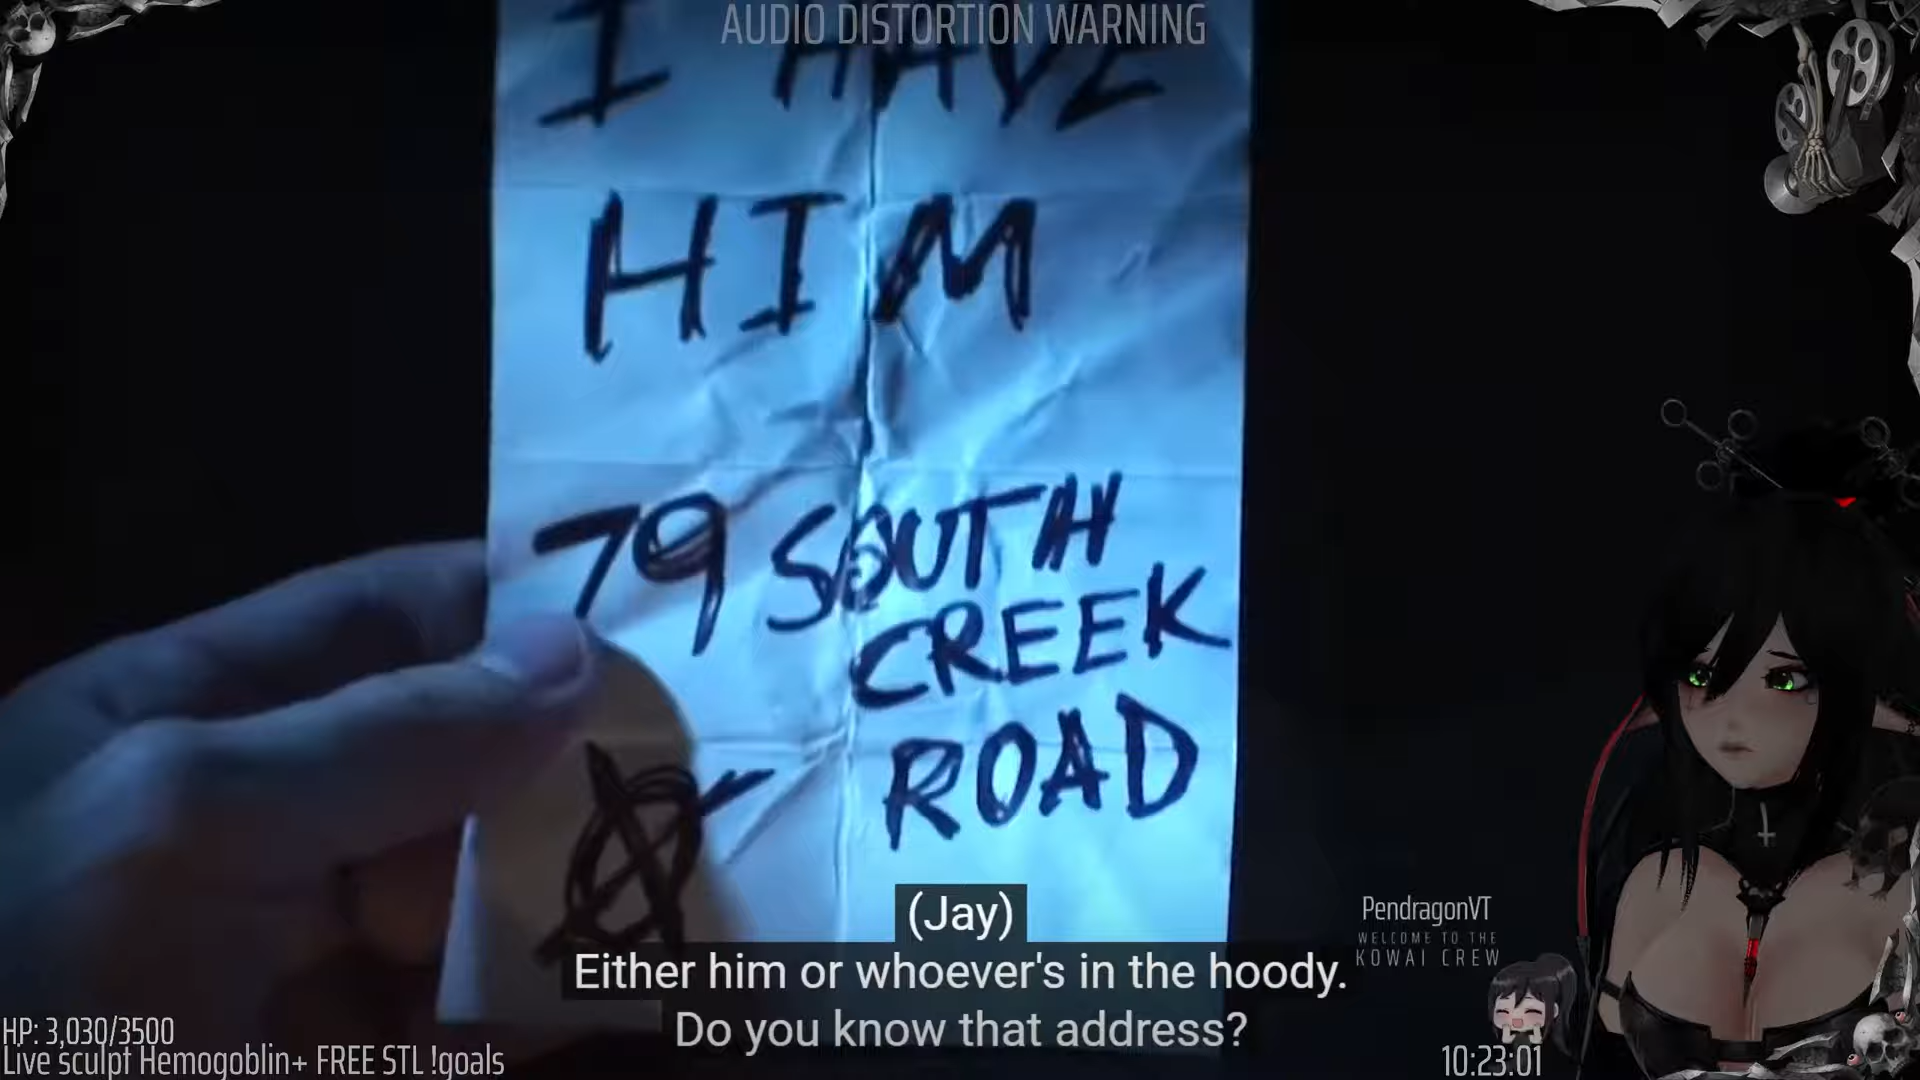 AUDIO DISTORTION WARNING
I HAVE
HIM
79 SOUTH
CREEK
ROAD
(Jay)
Either him or whoever's in the hoody.
Do you know that address?
PendragonVT
WELCOME TO THE
KOWAI CREW
HP: 3,030/3500
Live sculpt Hemogoblin+ FREE STL !goals
10:23:01